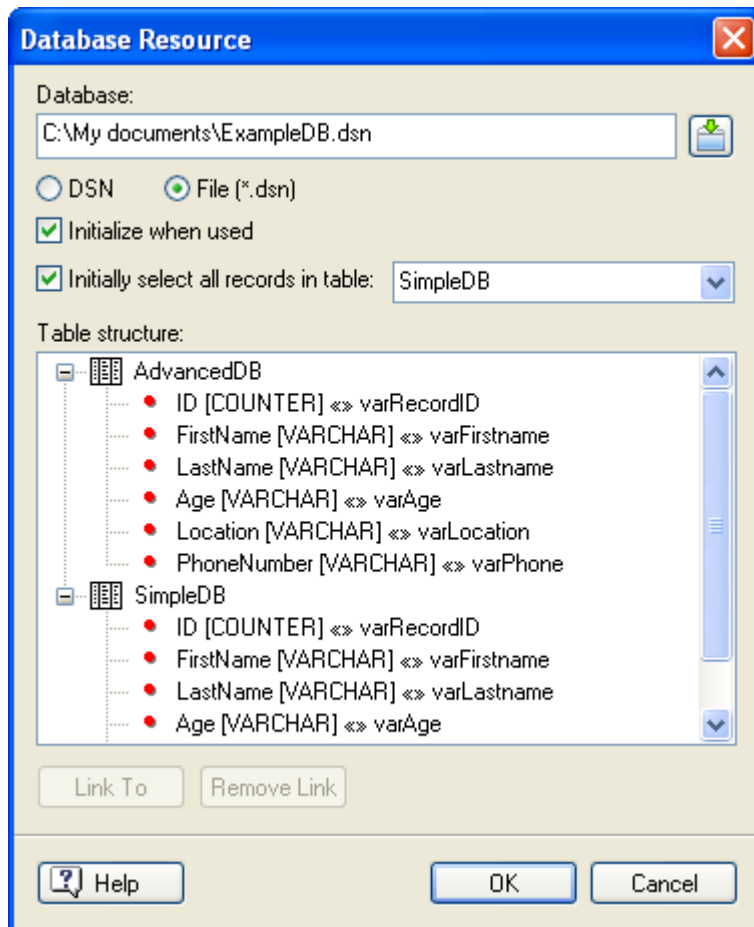 Database Resource
Database:
C:\My documents\ExampleDB.dsn
DSN File (*.dsn)
Initialize when used
Initially select all records in table: SimpleDB
Table structure:
AdvancedDB
ID [COUNTER] «» varRecordID
FirstName [VARCHAR] «» varFirstname
LastName [VARCHAR] «» varLastname
Age [VARCHAR] «» varAge
Location [VARCHAR] «» varLocation
PhoneNumber [VARCHAR] «» varPhone
SimpleDB
ID [COUNTER] «» varRecordID
FirstName [VARCHAR] «» varFirstname
LastName [VARCHAR] «» varLastname
Age [VARCHAR] «» varAge
Link To Remove Link
Help OK Cancel